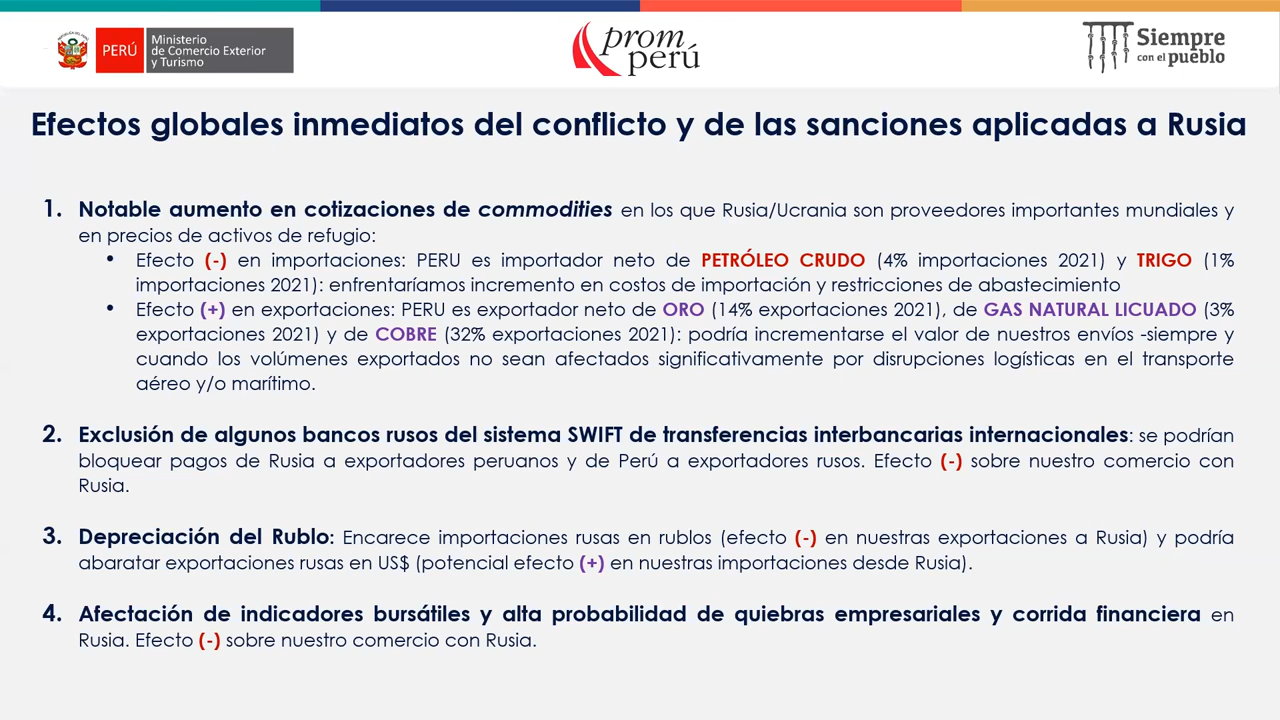 PERÚ
Ministerio
de Comercio Exterior
y Turismo
prom
perú
Siempre
con el pueblo
Efectos globales inmediatos del conflicto y de las sanciones aplicadas a Rusia
1. Notable aumento en cotizaciones de commodities en los que Rusia/Ucrania son proveedores importantes mundiales y
en precios de activos de refugio:
• Efecto (-) en importaciones: PERU es importador neto de PETRÓLEO CRUDO (4% importaciones 2021) y TRIGO (1%
importaciones 2021): enfrentaríamos incremento en costos de importación y restricciones de abastecimiento
• Efecto (+) en exportaciones: PERU es exportador neto de ORO (14% exportaciones 2021), de GAS NATURAL LICUADO (3%
exportaciones 2021) y de COBRE (32% exportaciones 2021): podría incrementarse el valor de nuestros envíos -siempre y
cuando los volúmenes exportados no sean afectados significativamente por disrupciones logísticas en el transporte
aéreo y/o marítimo.
2. Exclusión de algunos bancos rusos del sistema SWIFT de transferencias interbancarias internacionales: se podrían
bloquear pagos de Rusia a exportadores peruanos y de Perú a exportadores rusos. Efecto (-) sobre nuestro comercio con
Rusia.
3. Depreciación del Rublo: Encarece importaciones rusas en rublos (efecto (-) en nuestras exportaciones a Rusia) y podría
abaratar exportaciones rusas en US$ (potencial efecto (+) en nuestras importaciones desde Rusia).
4. Afectación de indicadores bursátiles y alta probabilidad de quiebras empresariales y corrida financiera en
Rusia. Efecto (-) sobre nuestro comercio con Rusia.